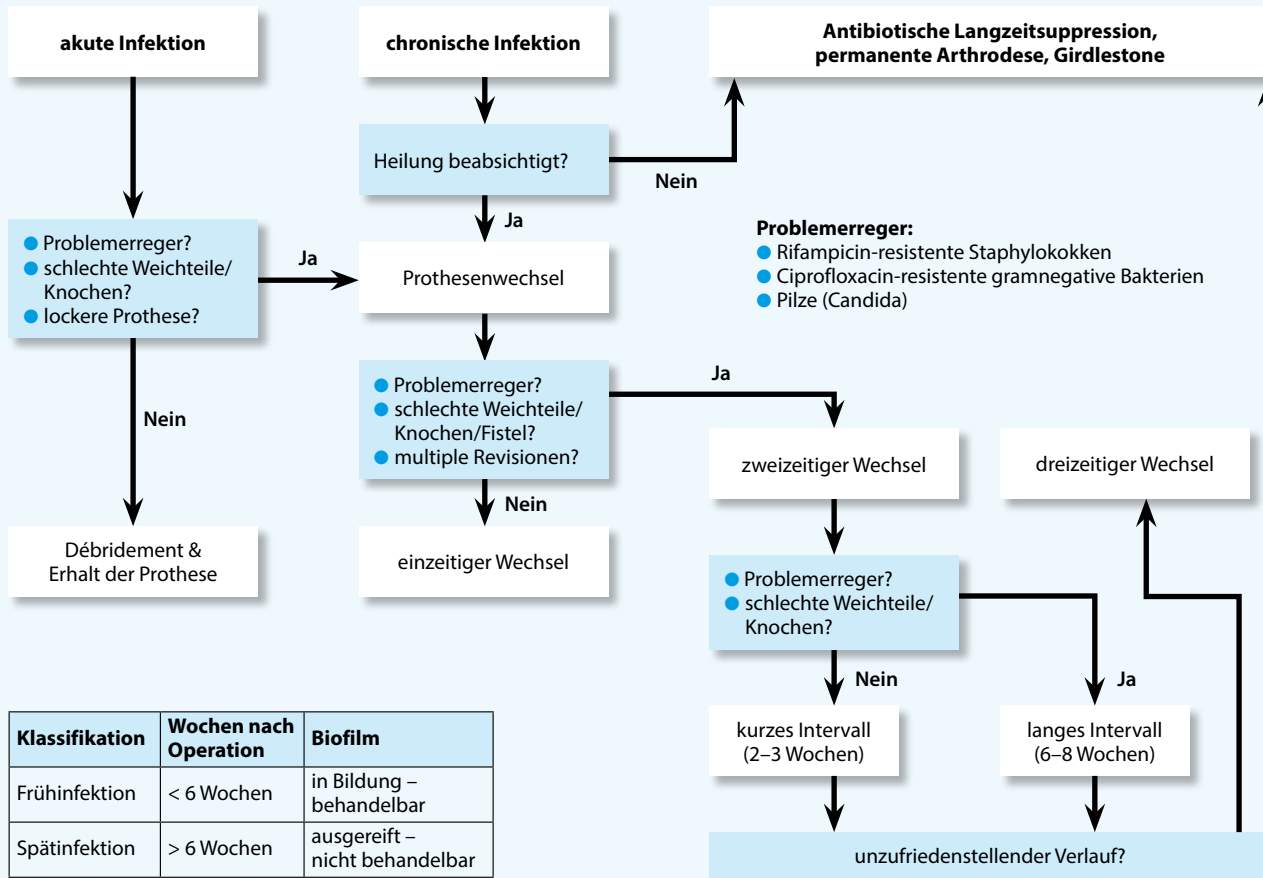 akute Infektion
chronische Infektion
Antibiotische Langzeitsuppression,
permanente Arthrodese, Girdlestone
Heilung beabsichtigt?
Nein
Ja
● Problemerreger?
● schlechte Weichteile/
Knochen?
● lockere Prothese?
Ja
Prothesenwechsel
Problemerreger:
● Rifampicin-resistente Staphylokokken
● Ciprofloxacin-resistente gramnegative Bakterien
● Pilze (Candida)
Nein
● Problemerreger?
● schlechte Weichteile/
Knochen/Fistel?
● multiple Revisionen?
Ja
Nein
zweizeitiger Wechsel
dreizeitiger Wechsel
Débridement &
Erhalt der Prothese
einzeitiger Wechsel
● Problemerreger?
● schlechte Weichteile/
Knochen?
Nein
Ja
kurzes Intervall
(2–3 Wochen)
langes Intervall
(6–8 Wochen)
unzufriedenstellender Verlauf?
Klassifikation
Wochen nach
Operation
Biofilm
Frühinfektion
< 6 Wochen
in Bildung –
behandelbar
Spätinfektion
> 6 Wochen
ausgereift –
nicht behandelbar